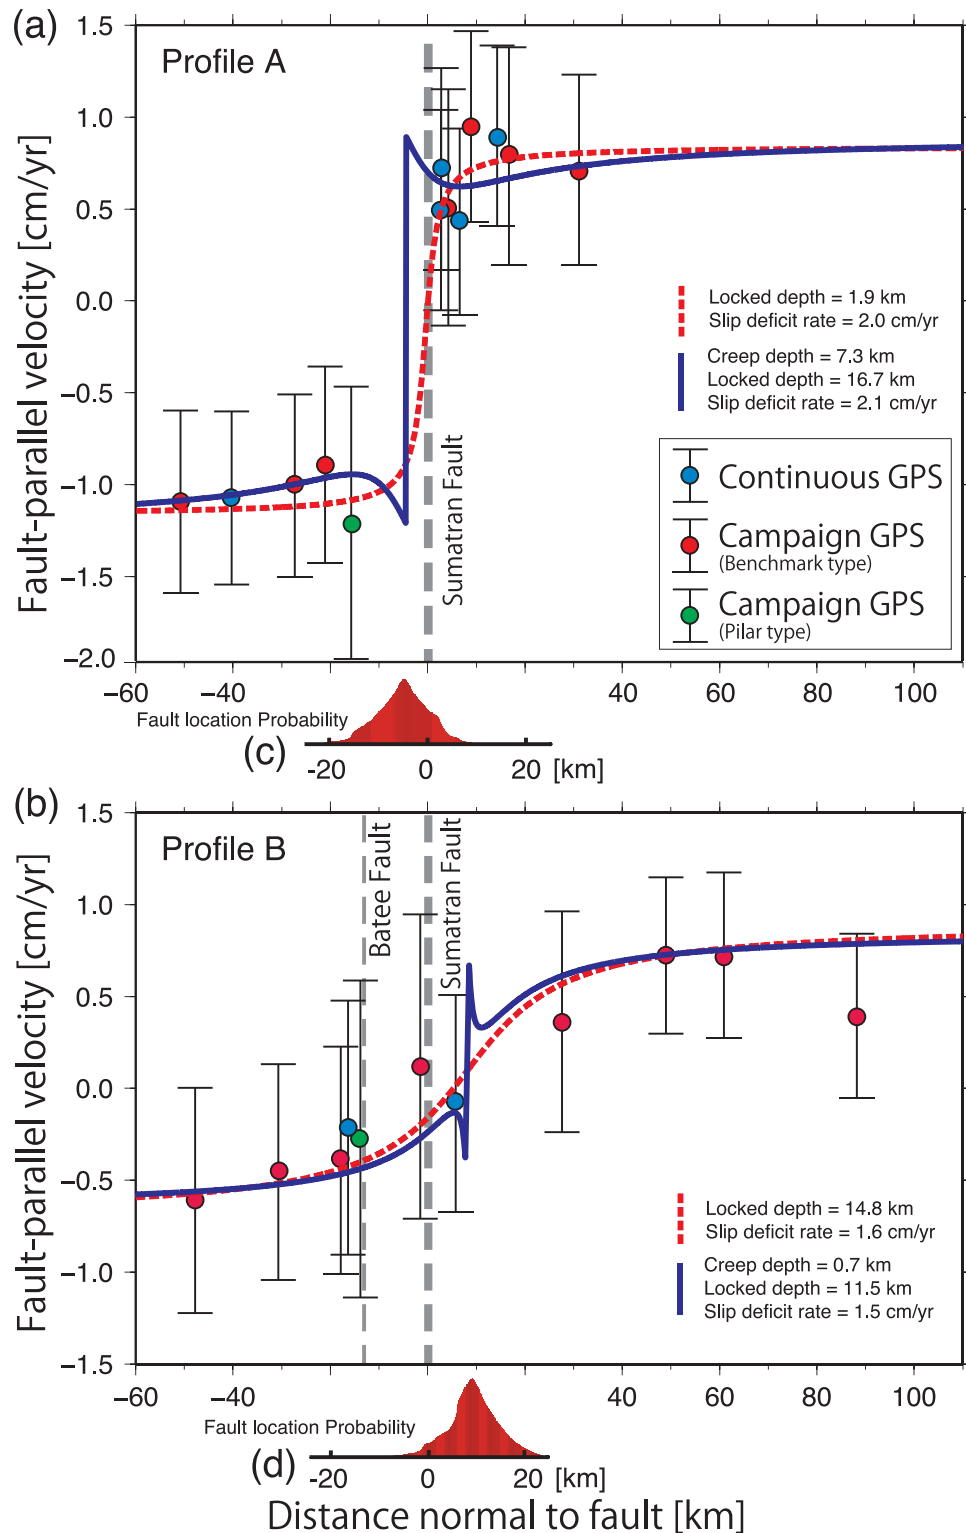 (a)
Profile A
Fault-parallel velocity [cm/yr]
1.5
1.0
0.5
0.0
−0.5
−1.0
−1.5
−2.0
Sumatran Fault
Locked depth = 1.9 km
Slip deficit rate = 2.0 cm/yr
Creep depth = 7.3 km
Locked depth = 16.7 km
Slip deficit rate = 2.1 cm/yr
Continuous GPS
Campaign GPS
(Benchmark type)
Campaign GPS
(Pilar type)
−60 −40 40 60 80 100
Fault location Probability
(c)
-20 0 20 [km]
(b)
Profile B
Fault-parallel velocity [cm/yr]
1.5
1.0
0.5
0.0
−0.5
−1.0
−1.5
Batee Fault
Sumatran Fault
Locked depth = 14.8 km
Slip deficit rate = 1.6 cm/yr
Creep depth = 0.7 km
Locked depth = 11.5 km
Slip deficit rate = 1.5 cm/yr
−60 −40 40 60 80 100
Fault location Probability
(d)
-20 0 20 [km]
Distance normal to fault [km]